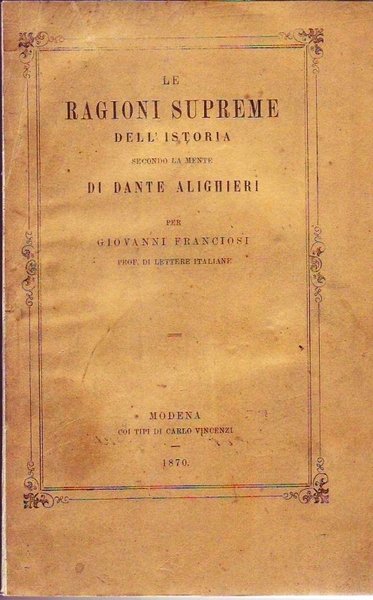 LE
RAGIONI SUPREME
DELL' ISTORIA
SECONDO LA MENTE
DI DANTE ALIGHIERI
PER
GIOVANNI FRANCIOSI
PROF. DI LETTERE ITALIANE
MODENA
COI TIPI DI CARLO VINCENZI
1870.